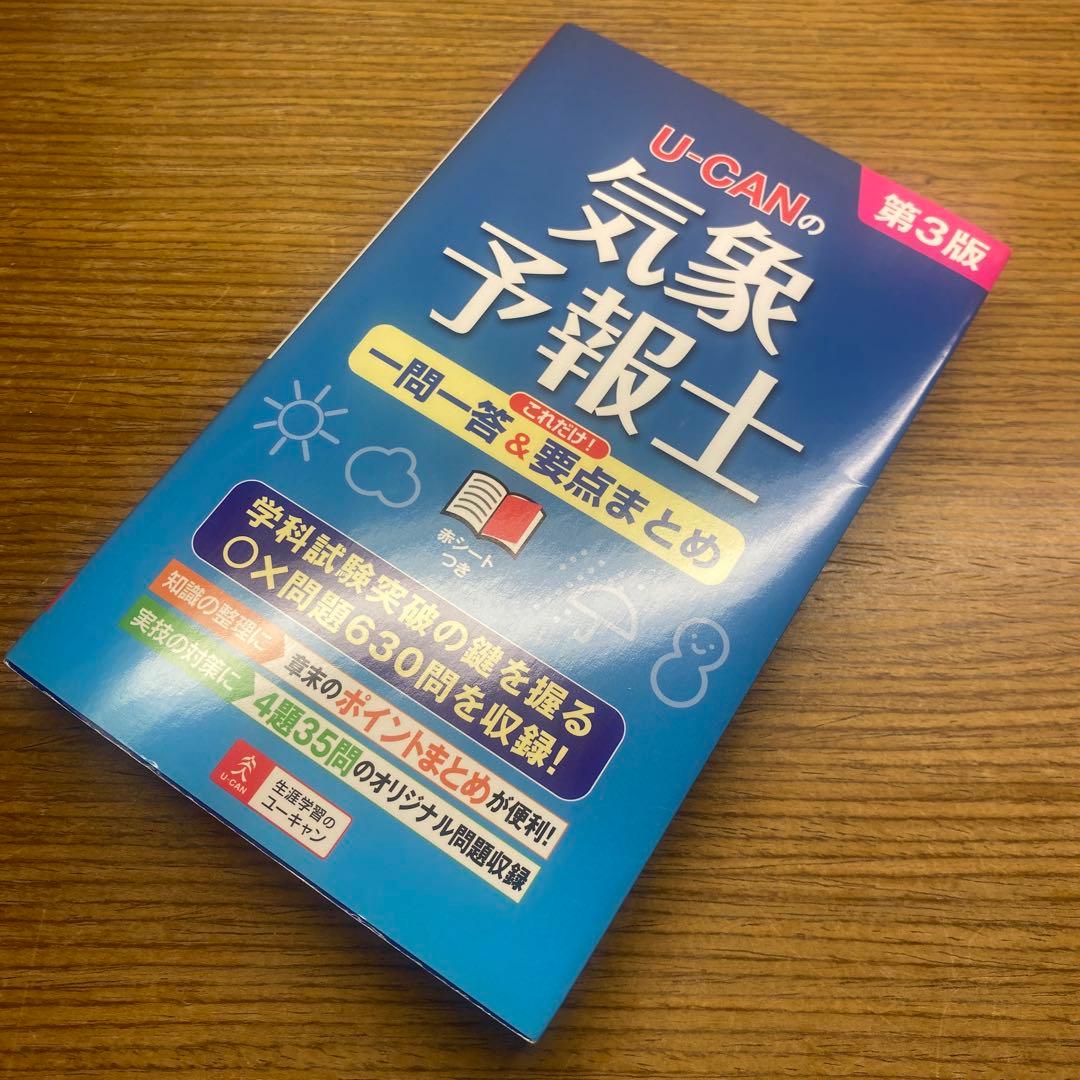 第3版
U-CANの
気象
予報士
これだけ!
一問一答&要点まとめ
赤シート
つき
学科試験突破の鍵を握る
○×問題630問を収録!
知識の整理に 章末のポイントまとめが便利!
実技の対策に 4題35問のオリジナル問題収録
U-CAN
生涯学習の
ユーキャン